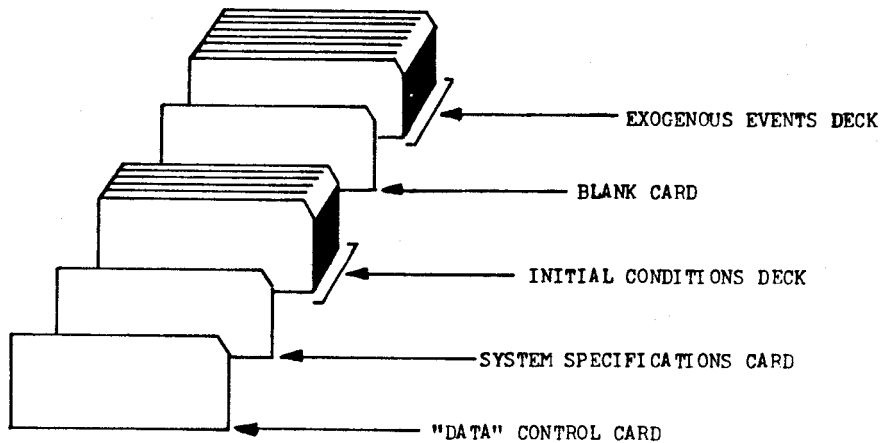 EXOGENOUS EVENTS DECK
BLANK CARD
INITIAL CONDITIONS DECK
SYSTEM SPECIFICATIONS CARD
"DATA" CONTROL CARD